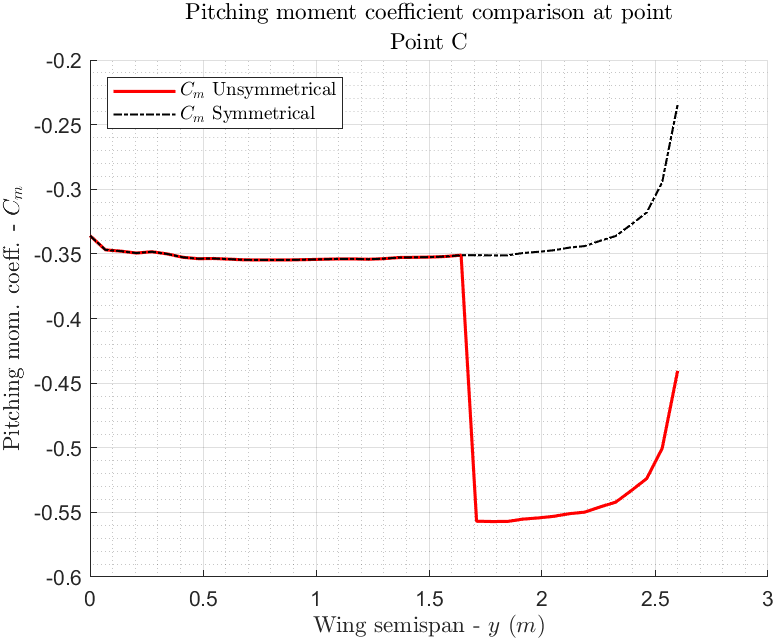 Pitching moment coefficient comparison at point
Point C
-0.2
-0.25
-0.3
-0.35
-0.4
-0.45
-0.5
-0.55
-0.6
Pitching mom. coeff. - Cm
Cm Unsymmetrical
Cm Symmetrical
0 0.5 1 1.5 2 2.5 3
Wing semispan - y (m)